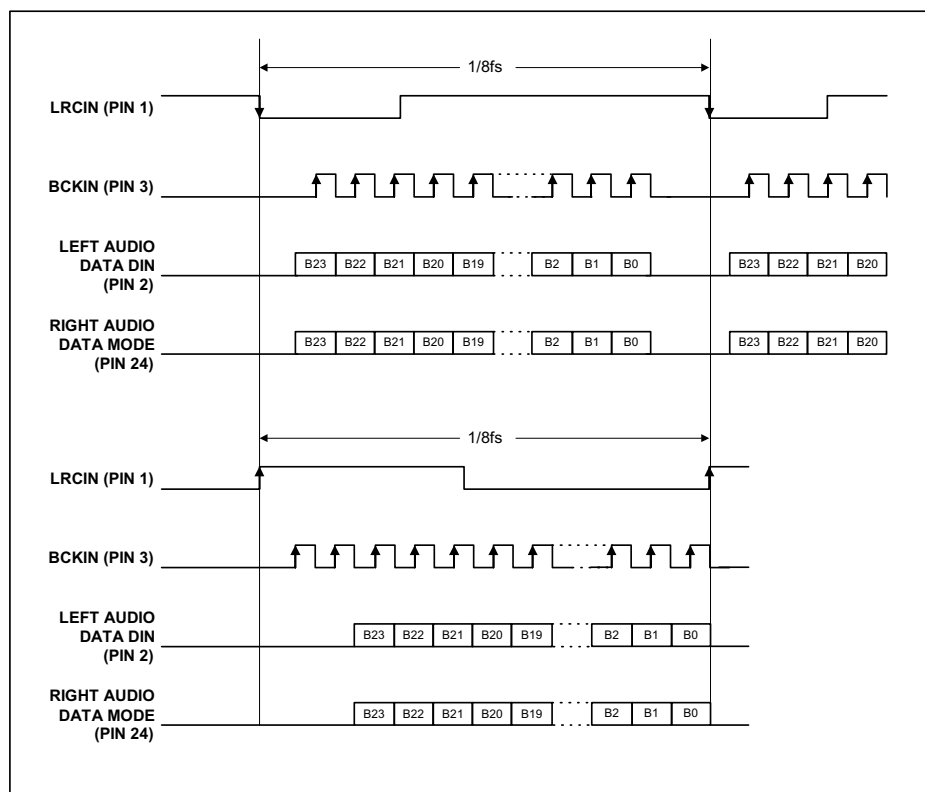 1/8fs
LRCIN (PIN 1)
BCKIN (PIN 3)
LEFT AUDIO
DATA DIN
(PIN 2)
B23 B22 B21 B20 B19 B2 B1 B0 B23 B22 B21 B20
RIGHT AUDIO
DATA MODE
(PIN 24)
B23 B22 B21 B20 B19 B2 B1 B0 B23 B22 B21 B20
1/8fs
LRCIN (PIN 1)
BCKIN (PIN 3)
LEFT AUDIO
DATA DIN
(PIN 2)
B23 B22 B21 B20 B19 B2 B1 B0
RIGHT AUDIO
DATA MODE
(PIN 24)
B23 B22 B21 B20 B19 B2 B1 B0